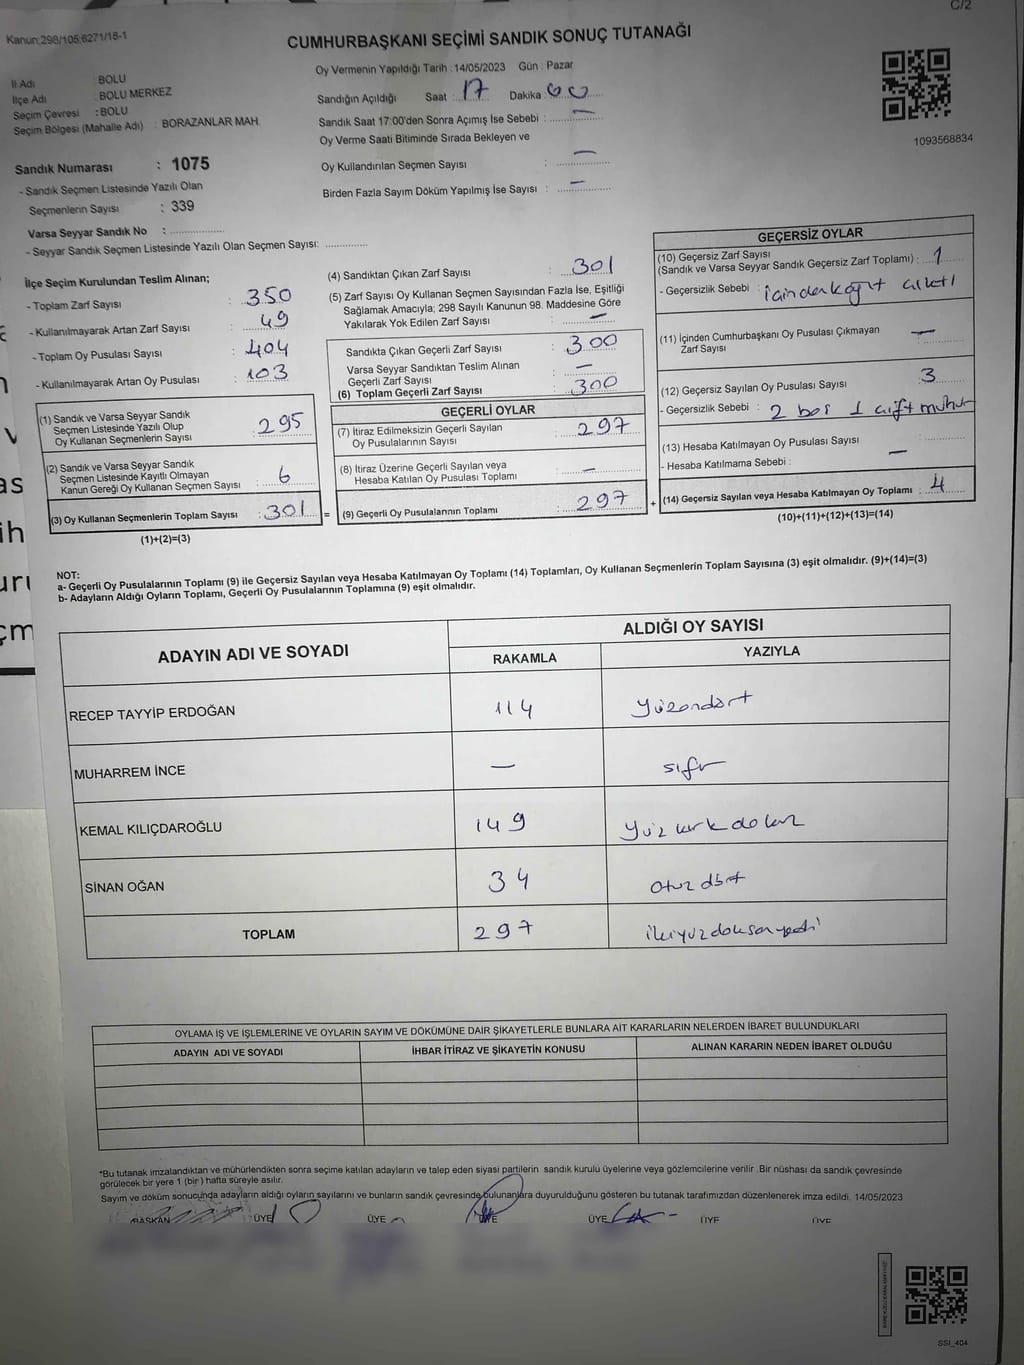 C/2
Kanun;298/105;6271/18-1
CUMHURBAŞKANI SEÇİMİ SANDIK SONUÇ TUTANAĞI
İl Adı : BOLU
İlçe Adı : BOLU MERKEZ
Seçim Çevresi : BOLU
Seçim Bölgesi (Mahalle Adı) : BORAZANLAR MAH.
Sandık Numarası : 1075
- Sandık Seçmen Listesinde Yazılı Olan
Seçmenlerin Sayısı : 339
Varsa Seyyar Sandık No :
- Seyyar Sandık Seçmen Listesinde Yazılı Olan Seçmen Sayısı:
Oy Vermenin Yapıldığı Tarih : 14/05/2023 Gün : Pazar
Sandığın Açıldığı Saat : 17 Dakika : 00
Sandık Saat 17:00'den Sonra Açımış İse Sebebi : —
Oy Verme Saati Bitiminde Sırada Bekleyen ve
Oy Kullandırılan Seçmen Sayısı : —
Birden Fazla Sayım Döküm Yapılmış İse Sayısı : —
1093568834
İlçe Seçim Kurulundan Teslim Alınan;
- Toplam Zarf Sayısı : 350
- Kullanılmayarak Artan Zarf Sayısı : 49
- Toplam Oy Pusulası Sayısı : 404
- Kullanılmayarak Artan Oy Pusulası : 103
(1) Sandık ve Varsa Seyyar Sandık
Seçmen Listesinde Yazılı Olup
Oy Kullanan Seçmenlerin Sayısı : 295
(2) Sandık ve Varsa Seyyar Sandık
Seçmen Listesinde Kayıtlı Olmayan
Kanun Gereği Oy Kullanan Seçmen Sayısı : 6
(3) Oy Kullanan Seçmenlerin Toplam Sayısı : 301 =
(1)+(2)=(3)
(4) Sandıktan Çıkan Zarf Sayısı : 301
(5) Zarf Sayısı Oy Kullanan Seçmen Sayısından Fazla İse, Eşitliği
Sağlamak Amacıyla; 298 Sayılı Kanunun 98. Maddesine Göre
Yakılarak Yok Edilen Zarf Sayısı : —
Sandıkta Çıkan Geçerli Zarf Sayısı : 300
Varsa Seyyar Sandıktan Teslim Alınan
Geçerli Zarf Sayısı : —
(6) Toplam Geçerli Zarf Sayısı : 300
GEÇERLİ OYLAR
(7) İtiraz Edilmeksizin Geçerli Sayılan
Oy Pusulalarının Sayısı : 297
(8) İtiraz Üzerine Geçerli Sayılan veya
Hesaba Katılan Oy Pusulası Toplamı : —
(9) Geçerli Oy Pusulalarının Toplamı : 297 +
GEÇERSİZ OYLAR
(10) Geçersiz Zarf Sayısı
(Sandık ve Varsa Seyyar Sandık Geçersiz Zarf Toplamı) : 1
- Geçersizlik Sebebi :
(11) İçinden Cumhurbaşkanı Oy Pusulası Çıkmayan
Zarf Sayısı : —
(12) Geçersiz Sayılan Oy Pusulası Sayısı : 3
- Geçersizlik Sebebi : 2 boş 1 çift mühür
(13) Hesaba Katılmayan Oy Pusulası Sayısı : —
- Hesaba Katılmama Sebebi :
(14) Geçersiz Sayılan veya Hesaba Katılmayan Oy Toplamı : 4
(10)+(11)+(12)+(13)=(14)
NOT:
a- Geçerli Oy Pusulalarının Toplamı (9) ile Geçersiz Sayılan veya Hesaba Katılmayan Oy Toplamı (14) Toplamları, Oy Kullanan Seçmenlerin Toplam Sayısına (3) eşit olmalıdır. (9)+(14)=(3)
b- Adayların Aldığı Oyların Toplamı, Geçerli Oy Pusulalarının Toplamına (9) eşit olmalıdır.
ADAYIN ADI VE SOYADI ALDIĞI OY SAYISI
RAKAMLA YAZIYLA
RECEP TAYYİP ERDOĞAN 114 Yüzondört
MUHARREM İNCE — sıfır
KEMAL KILIÇDAROĞLU 149 Yüz kırk dokuz
SİNAN OĞAN 34 otuz dört
TOPLAM 297 ikiyüzdoksanyedi
OYLAMA İŞ VE İŞLEMLERİNE VE OYLARIN SAYIM VE DÖKÜMÜNE DAİR ŞİKAYETLERLE BUNLARA AİT KARARLARIN NELERDEN İBARET BULUNDUKLARI
ADAYIN ADI VE SOYADI İHBAR İTİRAZ VE ŞİKAYETİN KONUSU ALINAN KARARIN NEDEN İBARET OLDUĞU
*Bu tutanak imzalandıktan ve mühürlendikten sonra seçime katılan adayların ve talep eden siyasi partilerin sandık kurulu üyelerine veya gözlemcilerine verilir .Bir nüshası da sandık çevresinde
görülecek bir yere 1 (bir) hafta süreyle asılır.
Sayım ve döküm sonucunda adayların aldığı oyların sayılarını ve bunların sandık çevresinde bulunanlara duyurulduğunu gösteren bu tutanak tarafımızdan düzenlenerek imza edildi. 14/05/2023
BAŞKAN ÜYE ÜYE ÜYE ÜYE ÜYE ÜYE
SSI_404